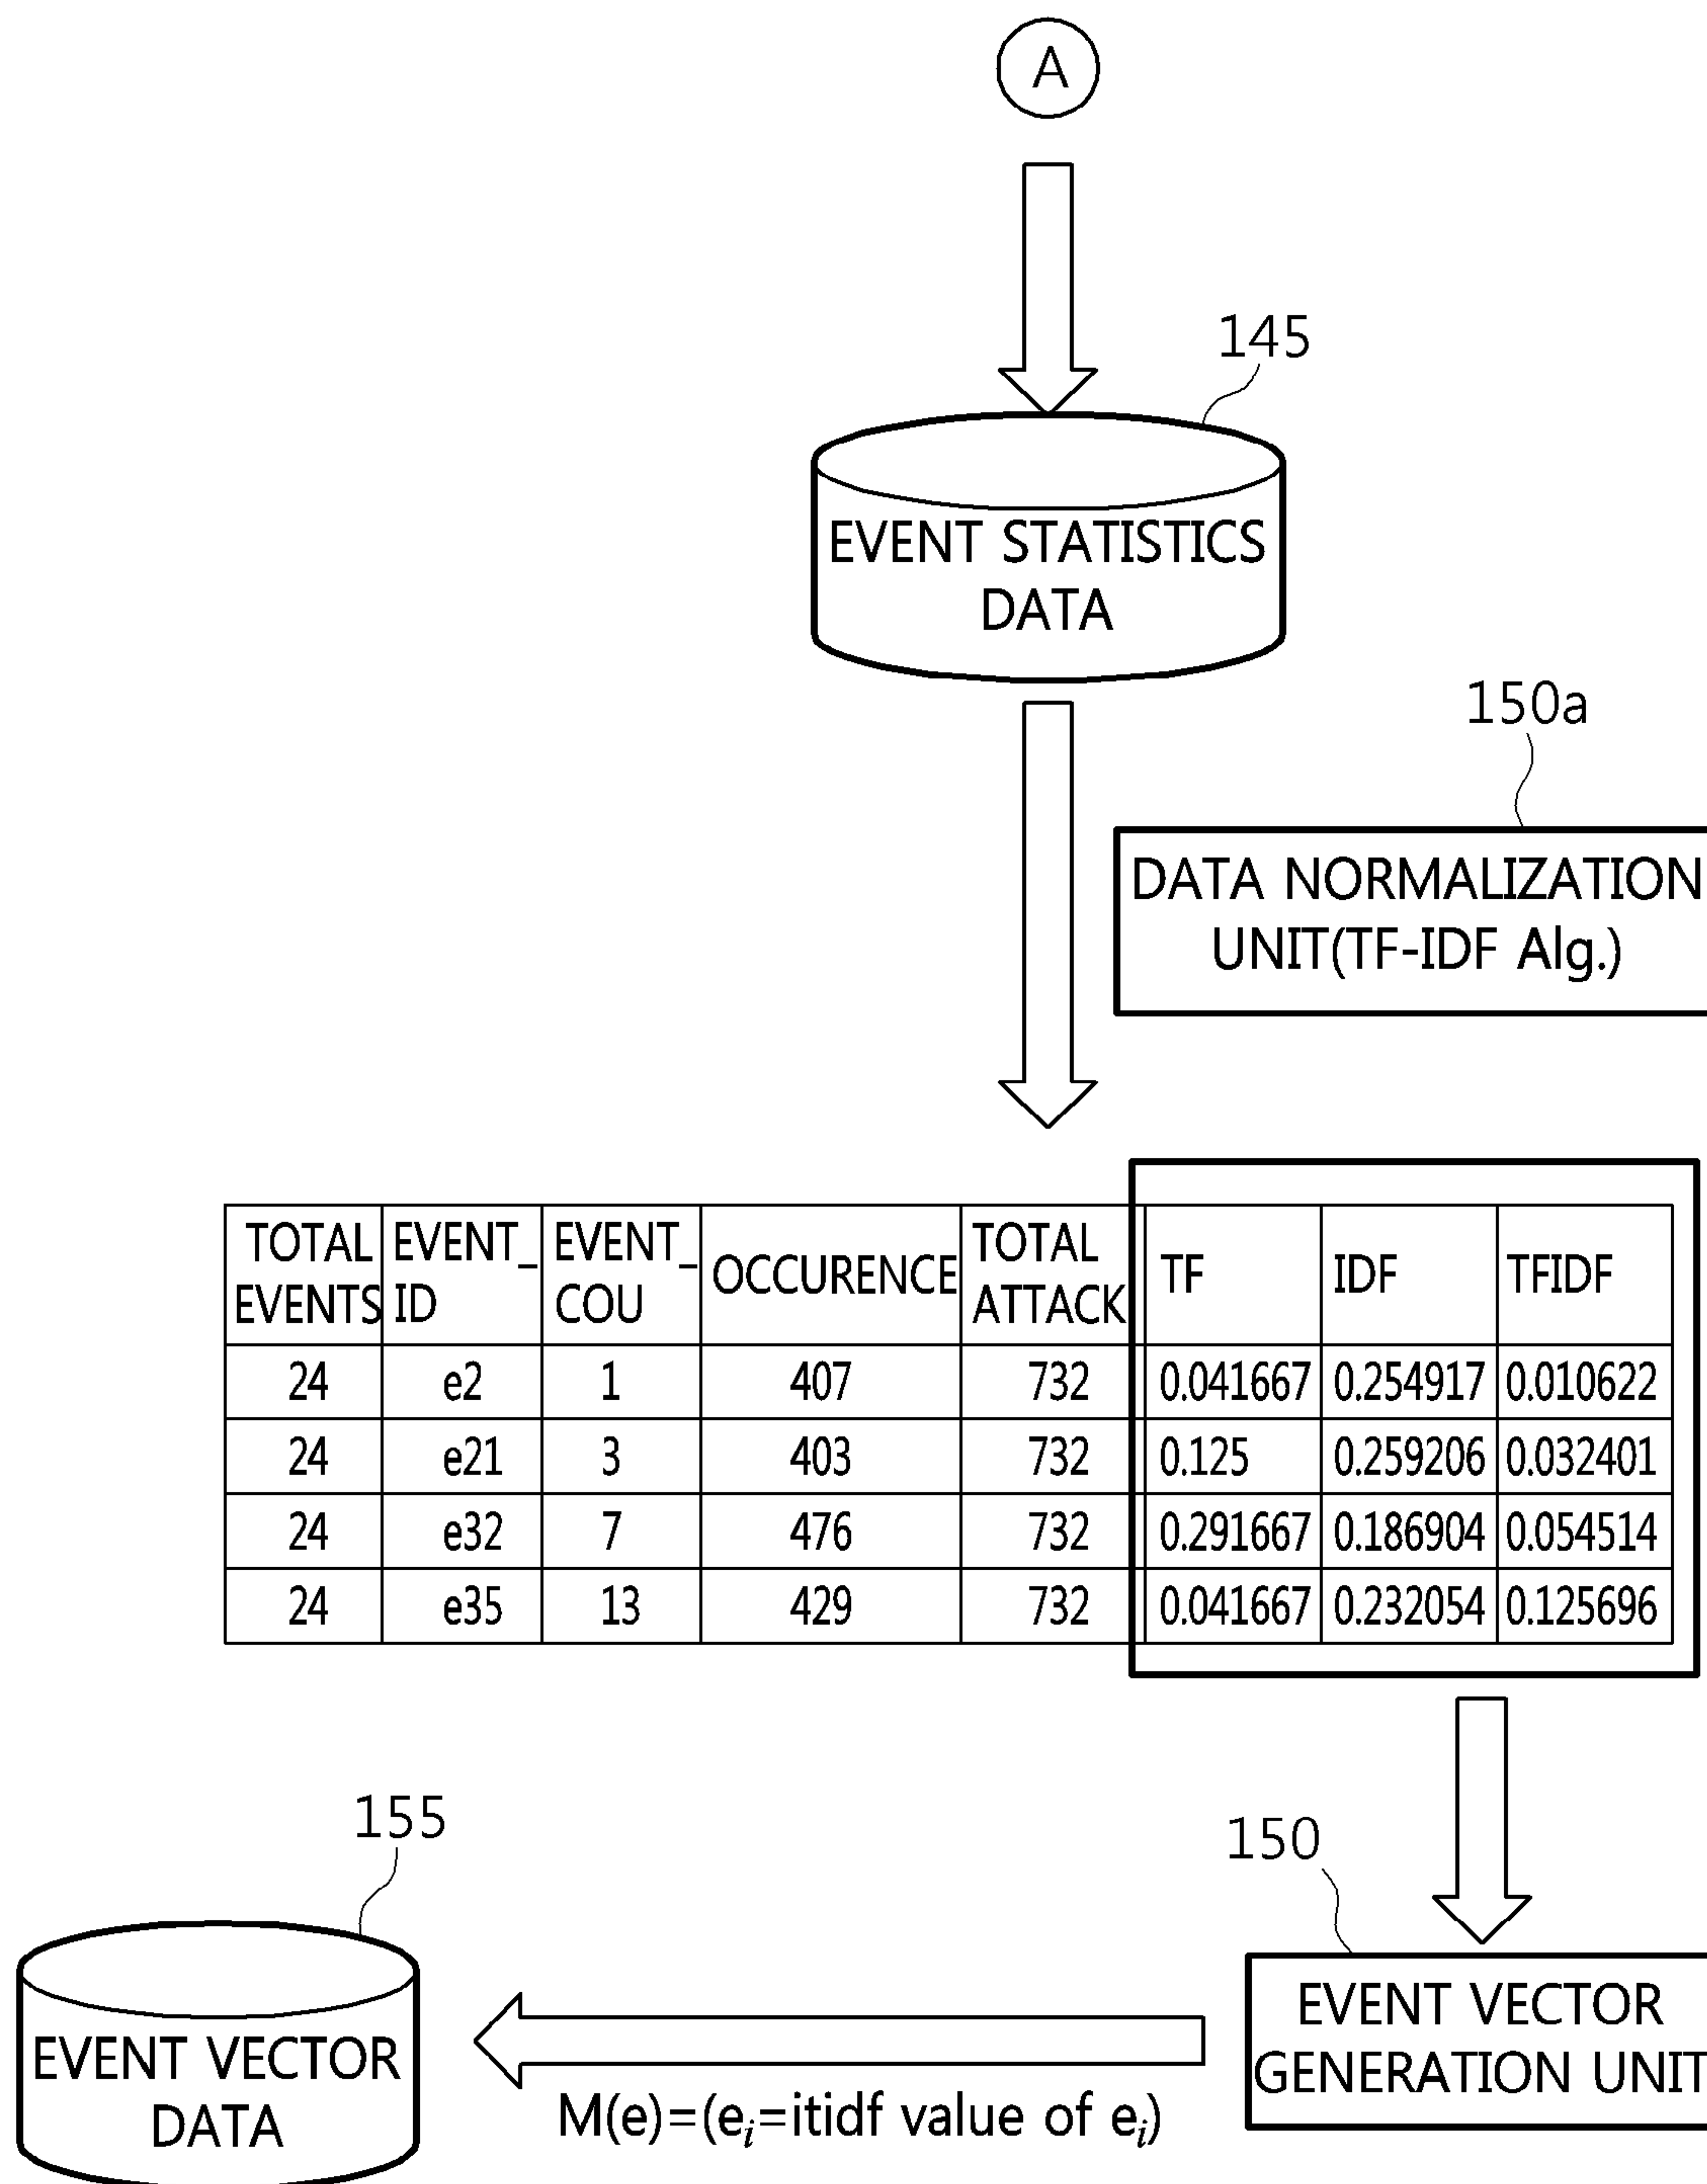 A
145
EVENT STATISTICS
DATA
150a
DATA NORMALIZATION
UNIT(TF-IDF Alg.)
TOTAL EVENTS EVENT_ID EVENT_COU OCCURENCE TOTAL ATTACK TF IDF TFIDF
24 e2 1 407 732 0.041667 0.254917 0.010622
24 e21 3 403 732 0.125 0.259206 0.032401
24 e32 7 476 732 0.291667 0.186904 0.054514
24 e35 13 429 732 0.041667 0.232054 0.125696
155
150
EVENT VECTOR
DATA
EVENT VECTOR
GENERATION UNIT
M(e)=(eᵢ=itidf value of eᵢ)